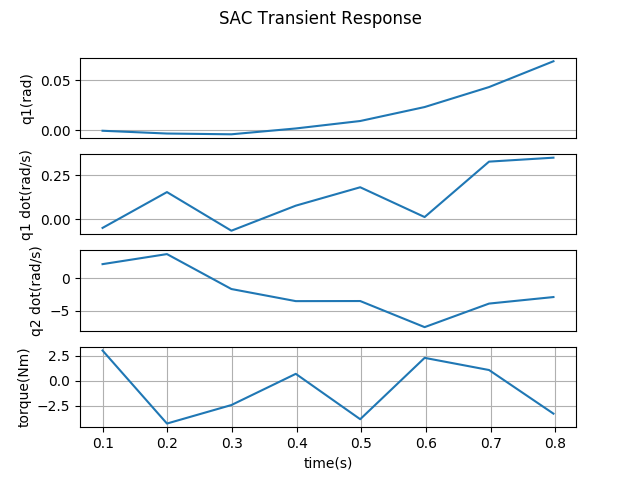 SAC Transient Response
q1(rad)
0.05
0.00
q1 dot(rad/s)
0.25
0.00
q2 dot(rad/s)
0
−5
torque(Nm)
2.5
0.0
−2.5
0.1 0.2 0.3 0.4 0.5 0.6 0.7 0.8
time(s)